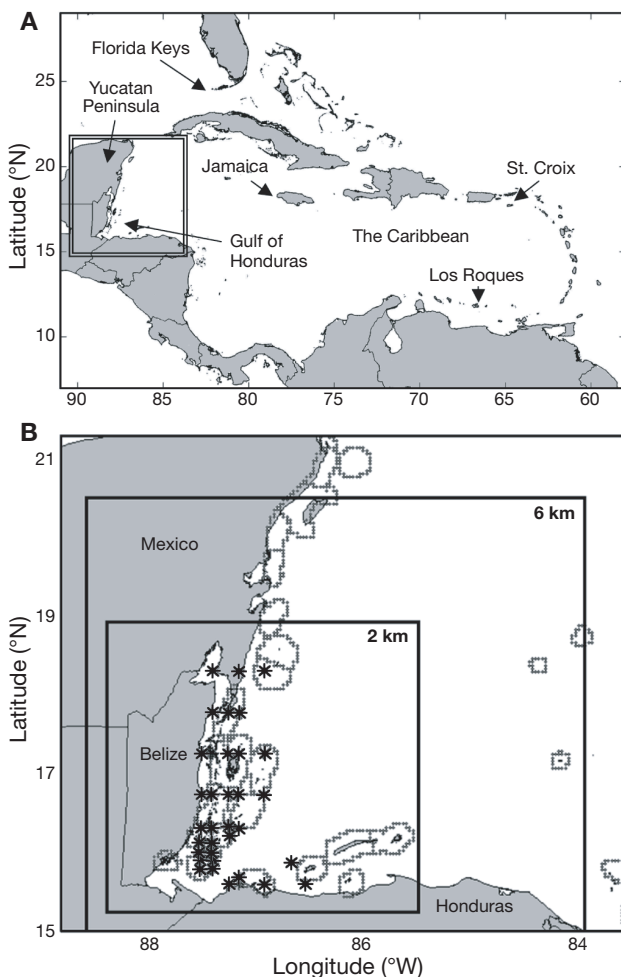 A
Florida Keys
Yucatan
Peninsula
Jamaica
St. Croix
Gulf of
Honduras
The Caribbean
Los Roques
Latitude (°N)
25
20
15
10
90
85
80
75
70
65
60
B
21
6 km
Mexico
19
2 km
Latitude (°N)
Belize
17
Honduras
15
88
86
84
Longitude (°W)